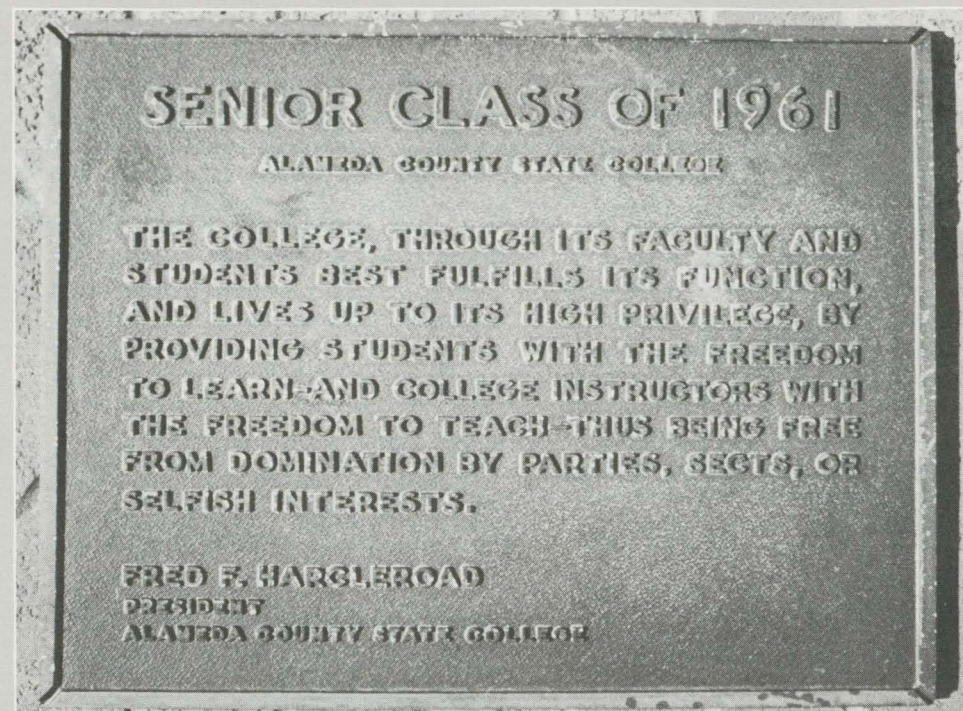 SENIOR CLASS OF 1961
ALAMEDA COUNTY STATE COLLEGE
THE COLLEGE, THROUGH ITS FACULTY AND
STUDENTS BEST FULFILLS ITS FUNCTION,
AND LIVES UP TO ITS HIGH PRIVILEGE, BY
PROVIDING STUDENTS WITH THE FREEDOM
TO LEARN-AND COLLEGE INSTRUCTORS WITH
THE FREEDOM TO TEACH-THUS BEING FREE
FROM DOMINATION BY PARTIES, SECTS, OR
SELFISH INTERESTS.
FRED F. HARCLEROAD
PRESIDENT
ALAMEDA COUNTY STATE COLLEGE